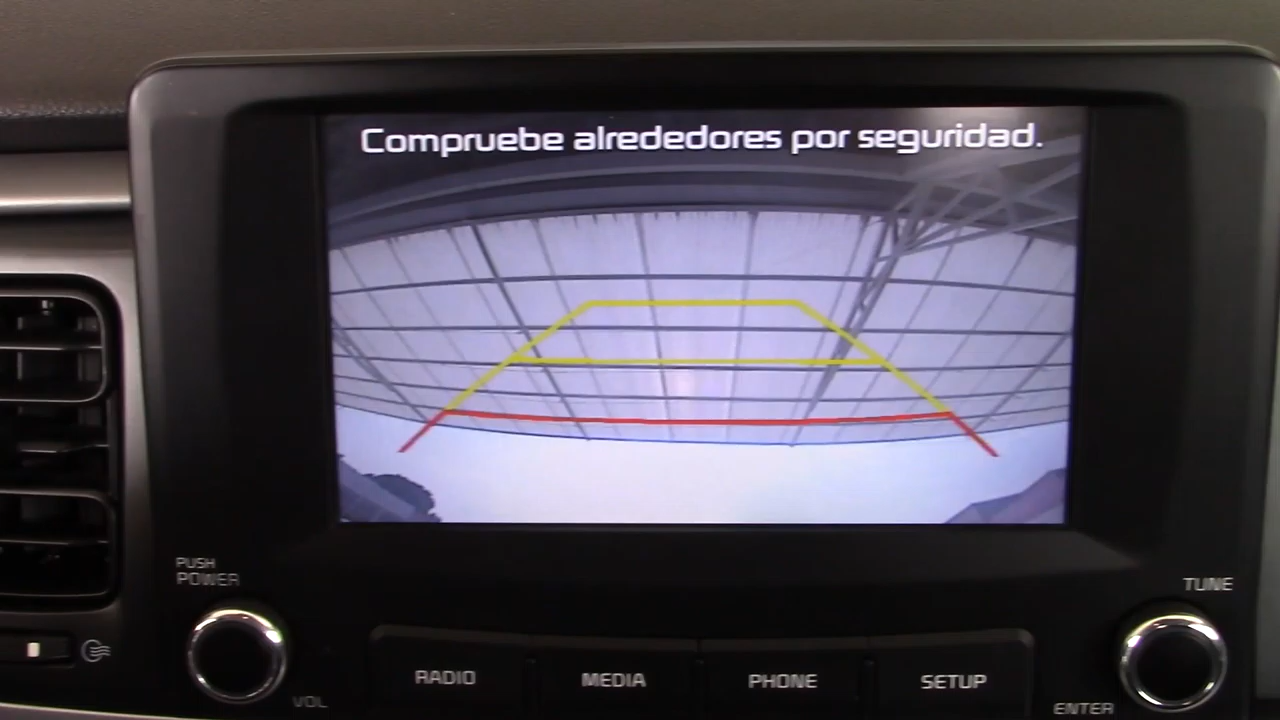 Compruebe alrededores por seguridad.
PUSH
POWER
VOL
RADIO
MEDIA
PHONE
SETUP
TUNE
ENTER